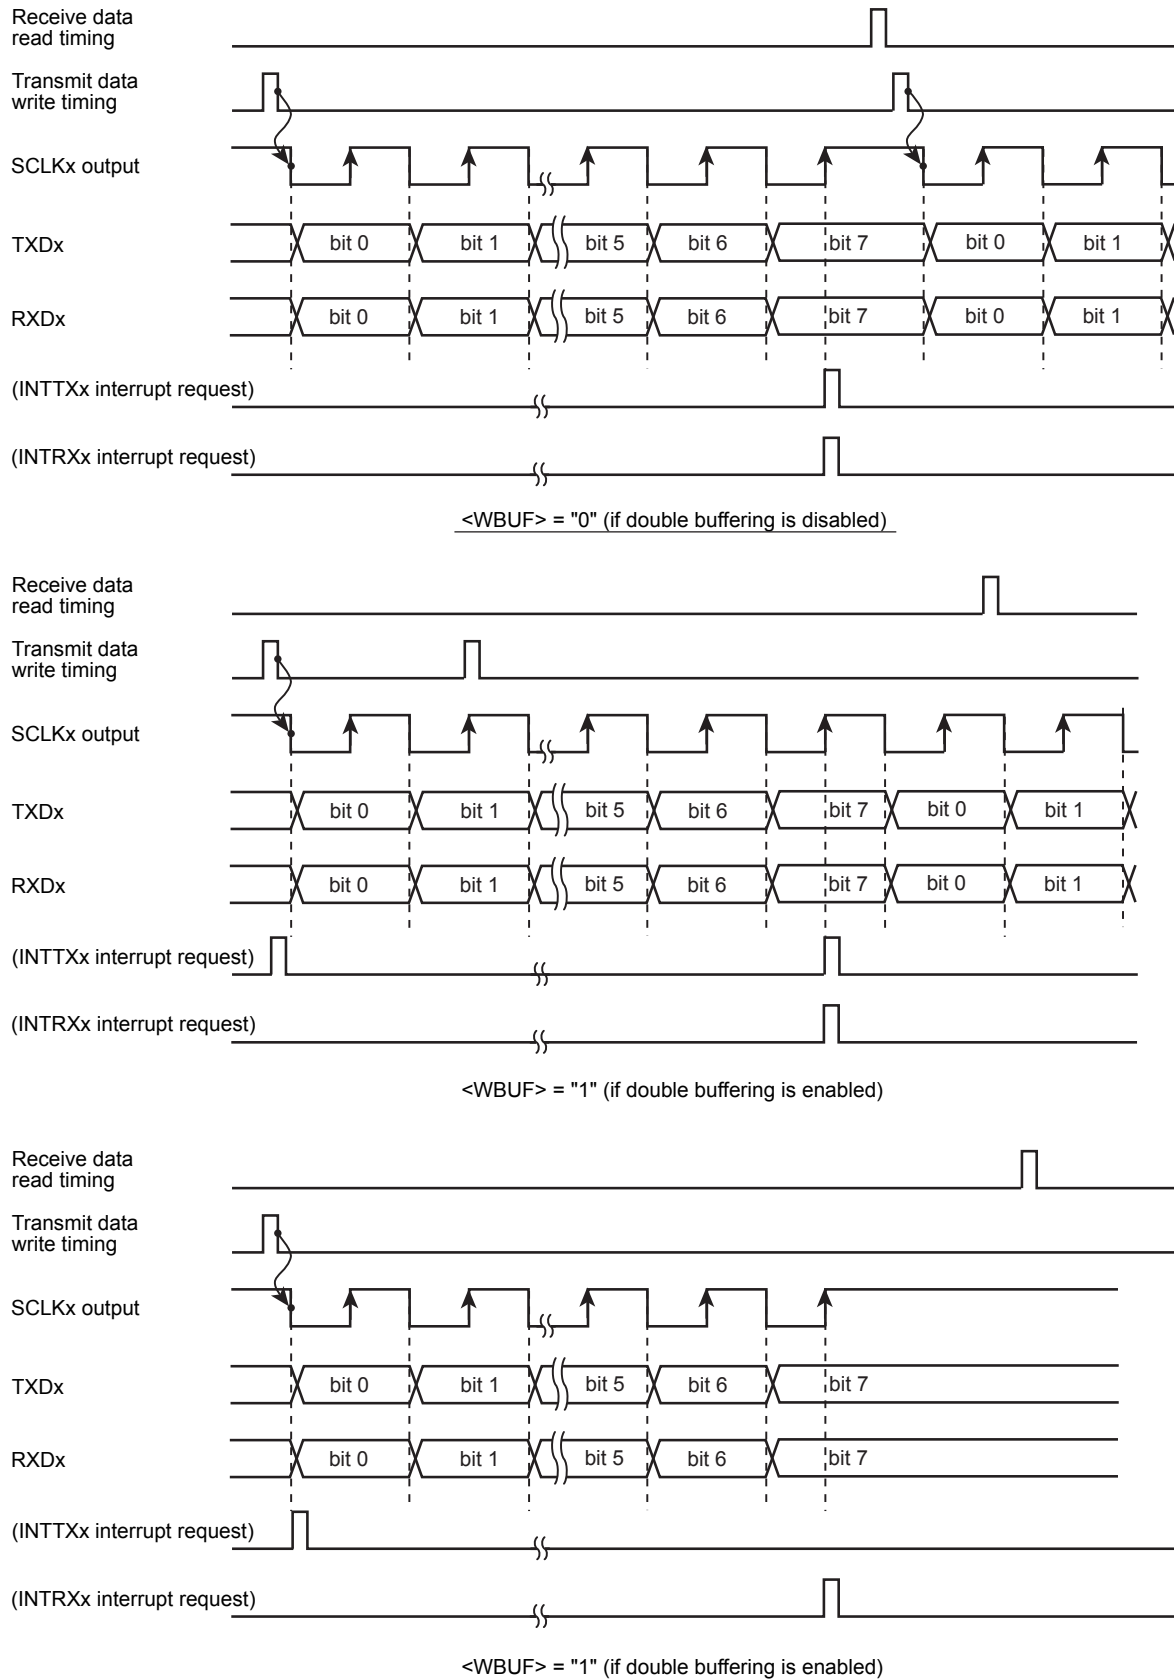 Receive data
read timing
Transmit data
write timing
SCLKx output
TXDx bit 0 bit 1 bit 5 bit 6 bit 7 bit 0 bit 1
RXDx bit 0 bit 1 bit 5 bit 6 bit 7 bit 0 bit 1
(INTTXx interrupt request)
(INTRXx interrupt request)
<WBUF> = "0" (if double buffering is disabled)
Receive data
read timing
Transmit data
write timing
SCLKx output
TXDx bit 0 bit 1 bit 5 bit 6 bit 7 bit 0 bit 1
RXDx bit 0 bit 1 bit 5 bit 6 bit 7 bit 0 bit 1
(INTTXx interrupt request)
(INTRXx interrupt request)
<WBUF> = "1" (if double buffering is enabled)
Receive data
read timing
Transmit data
write timing
SCLKx output
TXDx bit 0 bit 1 bit 5 bit 6 bit 7
RXDx bit 0 bit 1 bit 5 bit 6 bit 7
(INTTXx interrupt request)
(INTRXx interrupt request)
<WBUF> = "1" (if double buffering is enabled)